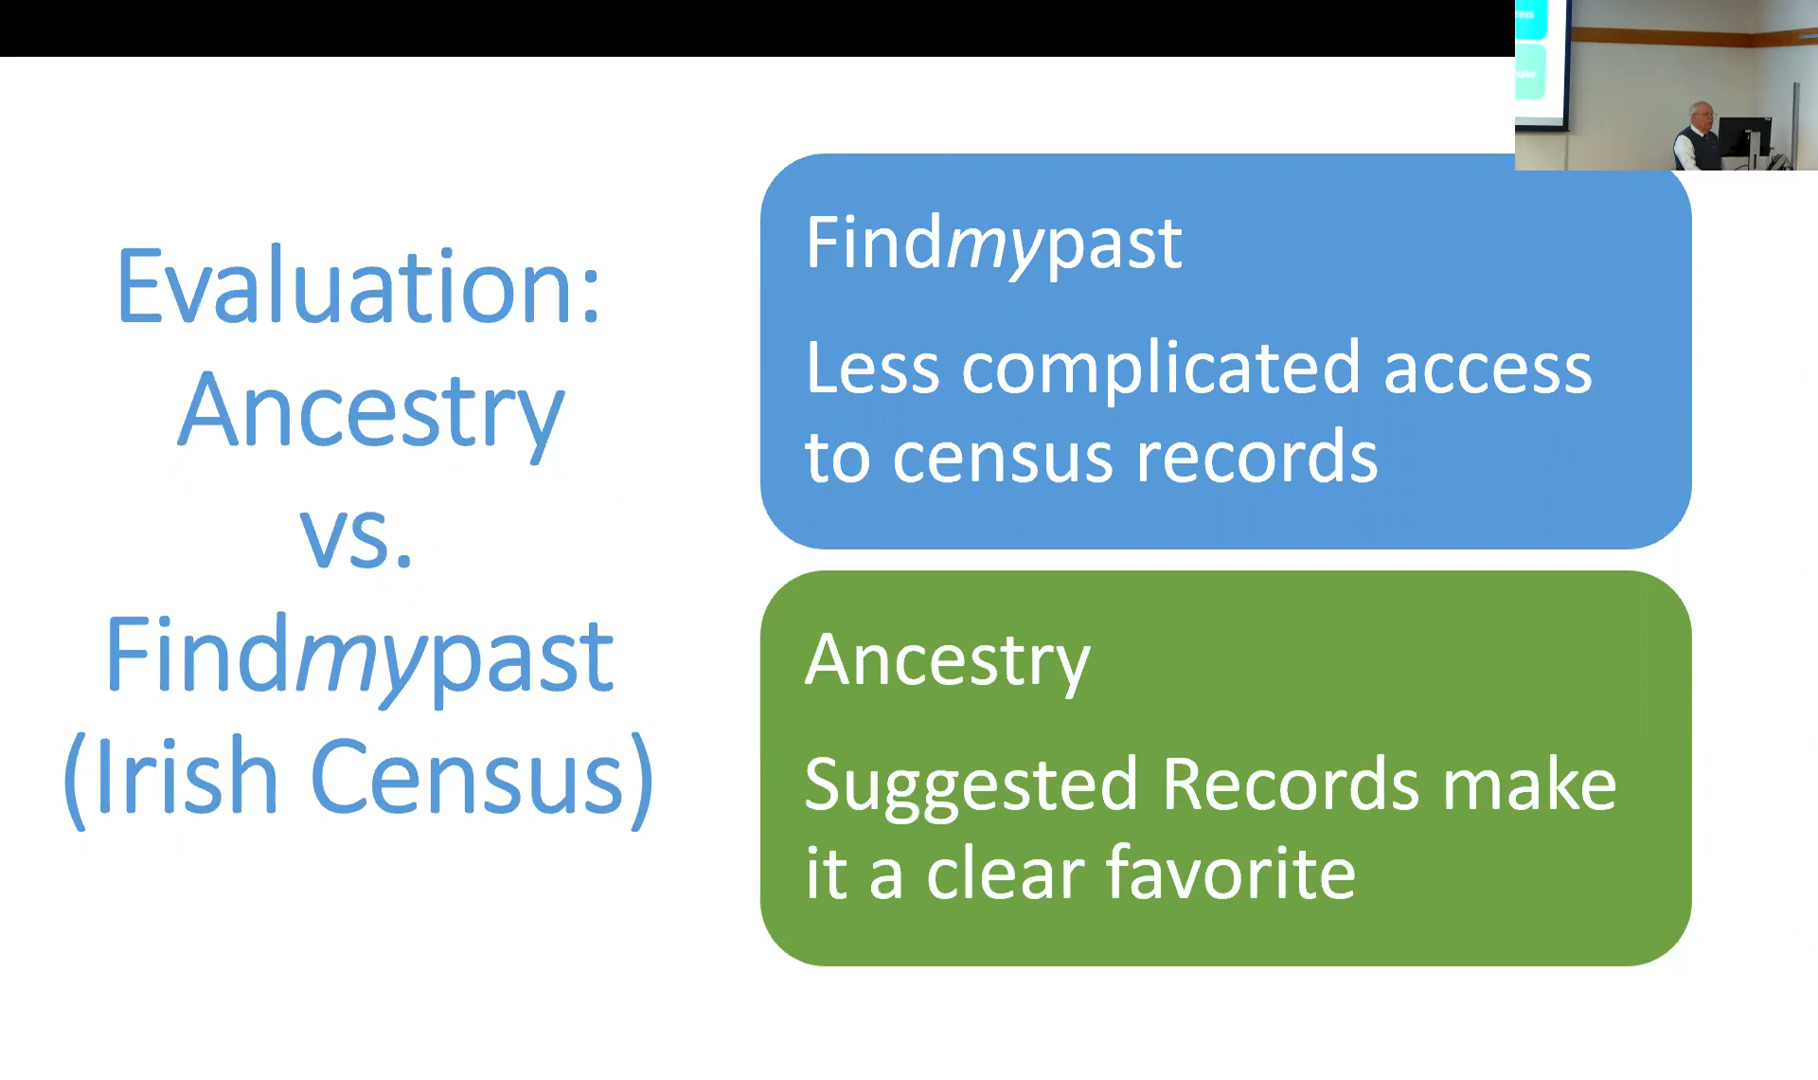 Evaluation:
Ancestry
vs.
Findmypast
(Irish Census)
Findmypast
Less complicated access
to census records
Ancestry
Suggested Records make
it a clear favorite